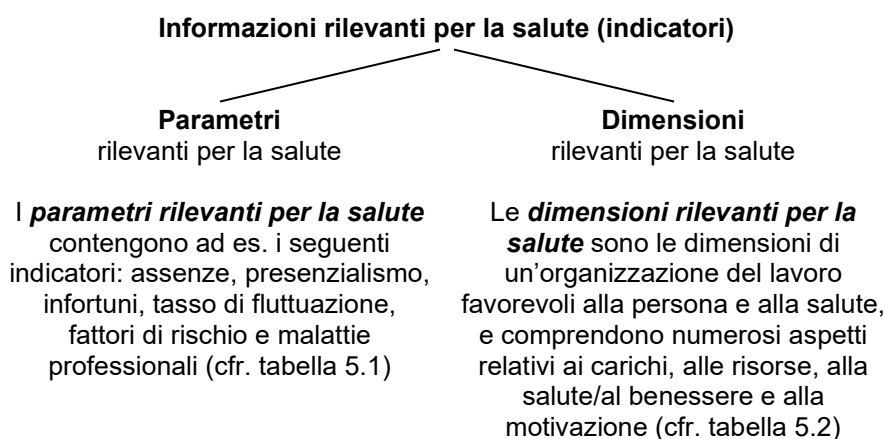 Informazioni rilevanti per la salute (indicatori)
Parametri
rilevanti per la salute
I parametri rilevanti per la salute
contengono ad es. i seguenti
indicatori: assenze, presenzialismo,
infortuni, tasso di fluttuazione,
fattori di rischio e malattie
professionali (cfr. tabella 5.1)
Dimensioni
rilevanti per la salute
Le dimensioni rilevanti per la
salute sono le dimensioni di
un’organizzazione del lavoro
favorevoli alla persona e alla salute,
e comprendono numerosi aspetti
relativi ai carichi, alle risorse, alla
salute/al benessere e alla
motivazione (cfr. tabella 5.2)